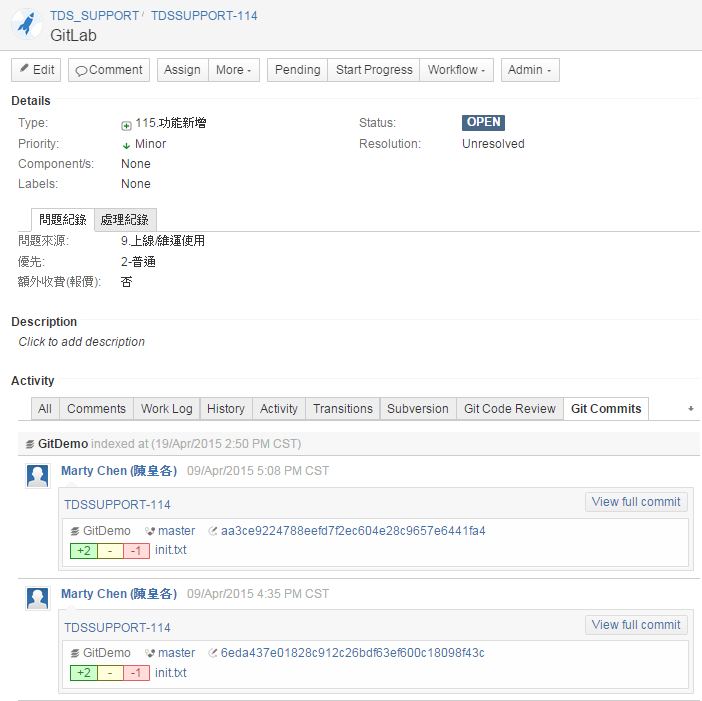 TDS_SUPPORT / TDSSUPPORT-114
GitLab
Edit Comment Assign More Pending Start Progress Workflow Admin
Details
Type: 115.功能新增 Status: OPEN
Priority: Minor Resolution: Unresolved
Component/s: None
Labels: None
問題紀錄 處理紀錄
問題來源: 9.上線/維運使用
優先: 2-普通
額外收費(報價): 否
Description
Click to add description
Activity
All Comments Work Log History Activity Transitions Subversion Git Code Review Git Commits +
GitDemo indexed at (19/Apr/2015 2:50 PM CST)
Marty Chen (陳皇各) 09/Apr/2015 5:08 PM CST
TDSSUPPORT-114 View full commit
GitDemo master aa3ce9224788eefd7f2ec604e28c9657e6441fa4
+2 - -1 init.txt
Marty Chen (陳皇各) 09/Apr/2015 4:35 PM CST
TDSSUPPORT-114 View full commit
GitDemo master 6eda437e01828c912c26bdf63ef600c18098f43c
+2 - -1 init.txt